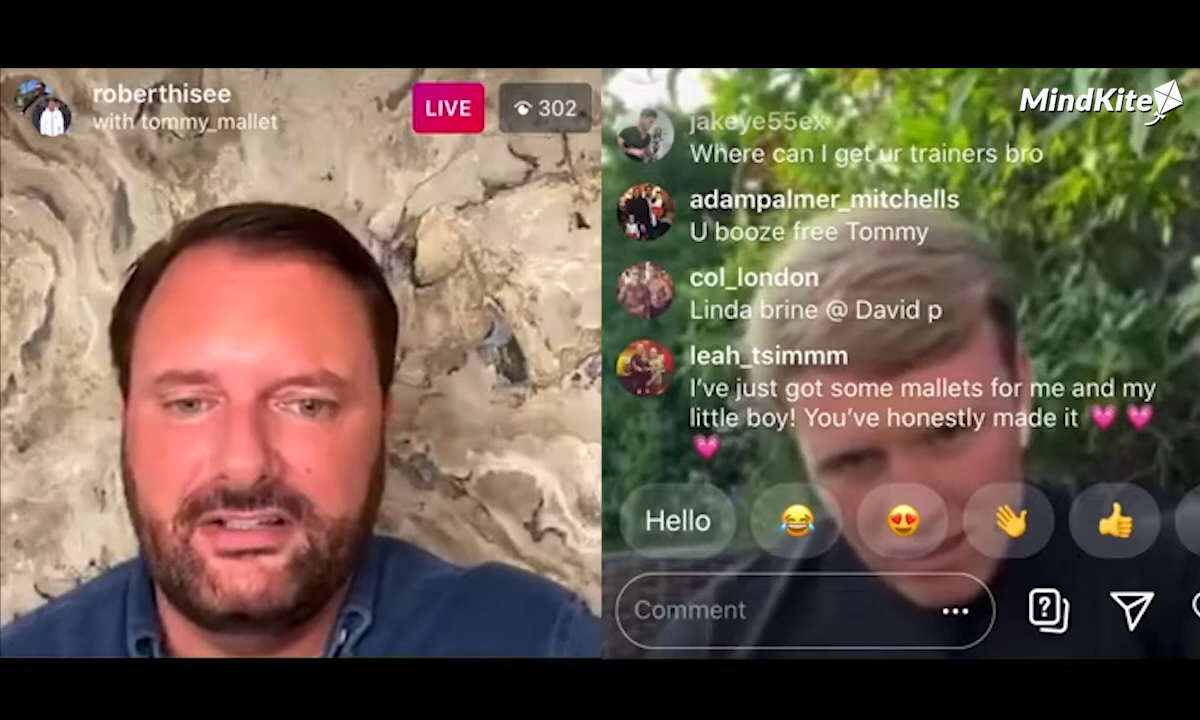 roberthisee
with tommy_mallet
LIVE
302
MindKite
jakeye55ex
Where can I get ur trainers bro
adampalmer_mitchells
U booze free Tommy
col_london
Linda brine @ David p
leah_tsimmm
I've just got some mallets for me and my
little boy! You've honestly made it 💗 💗
💗
Hello 😂 😍 👋 👍
Comment